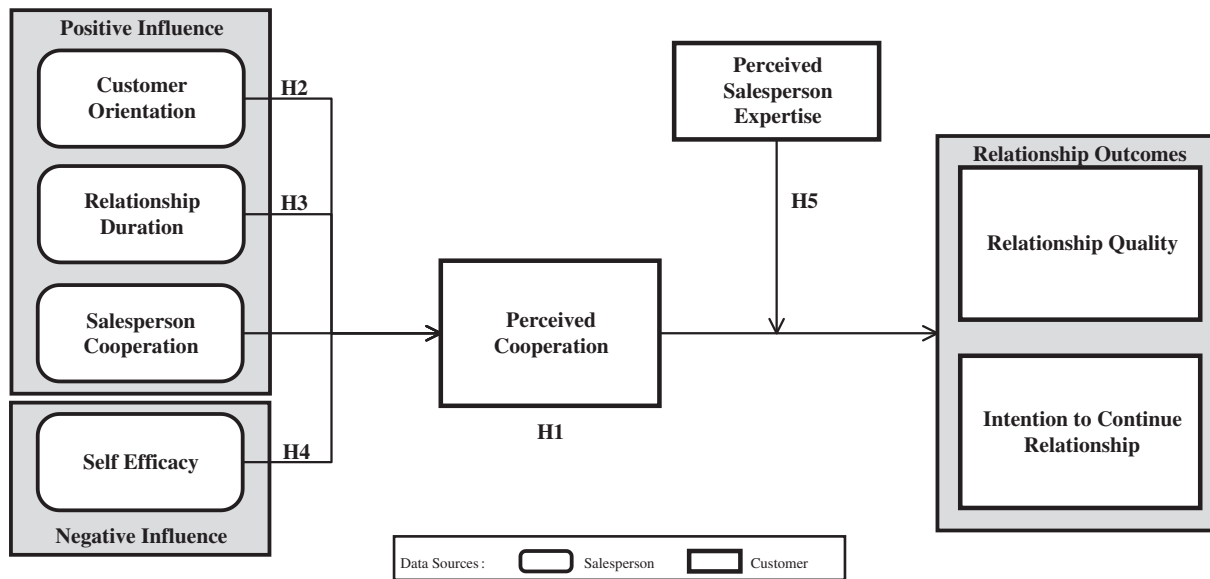 Positive Influence
Customer
Orientation
H2
Relationship
Duration
H3
Salesperson
Cooperation
Self Efficacy
H4
Negative Influence
Perceived
Cooperation
H1
Perceived
Salesperson
Expertise
H5
Relationship Outcomes
Relationship Quality
Intention to Continue
Relationship
Data Sources : Salesperson Customer